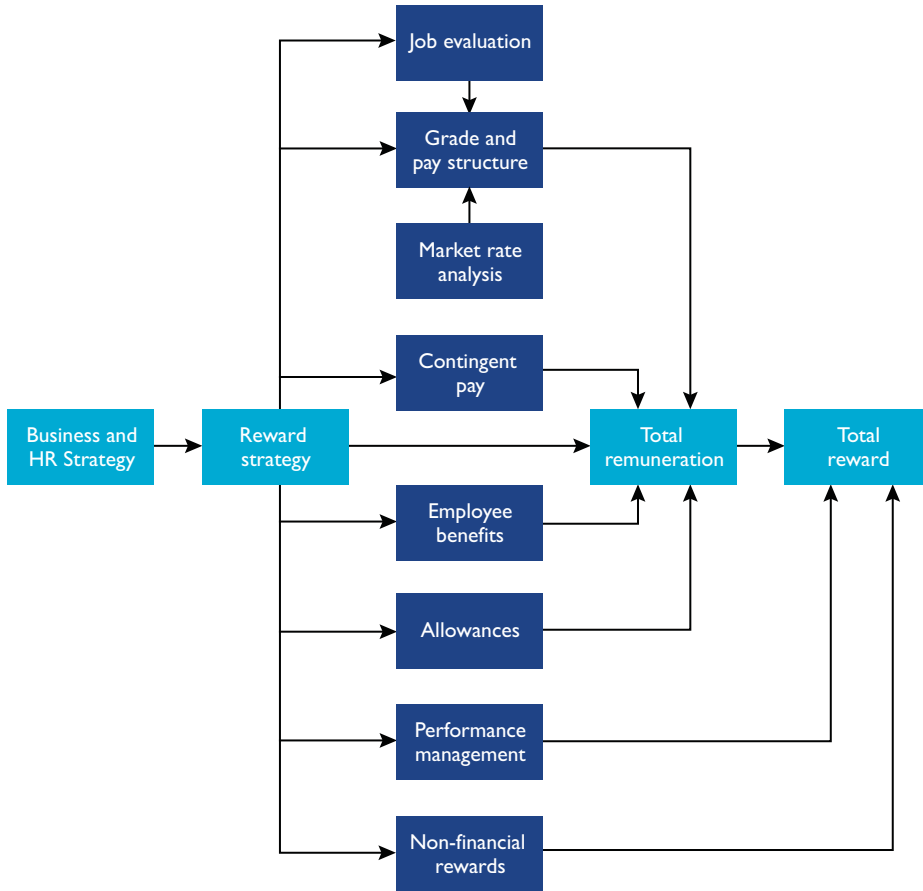 Job evaluation
Grade and
pay structure
Market rate
analysis
Contingent
pay
Business and
HR Strategy
Reward
strategy
Total
remuneration
Total
reward
Employee
benefits
Allowances
Performance
management
Non-financial
rewards